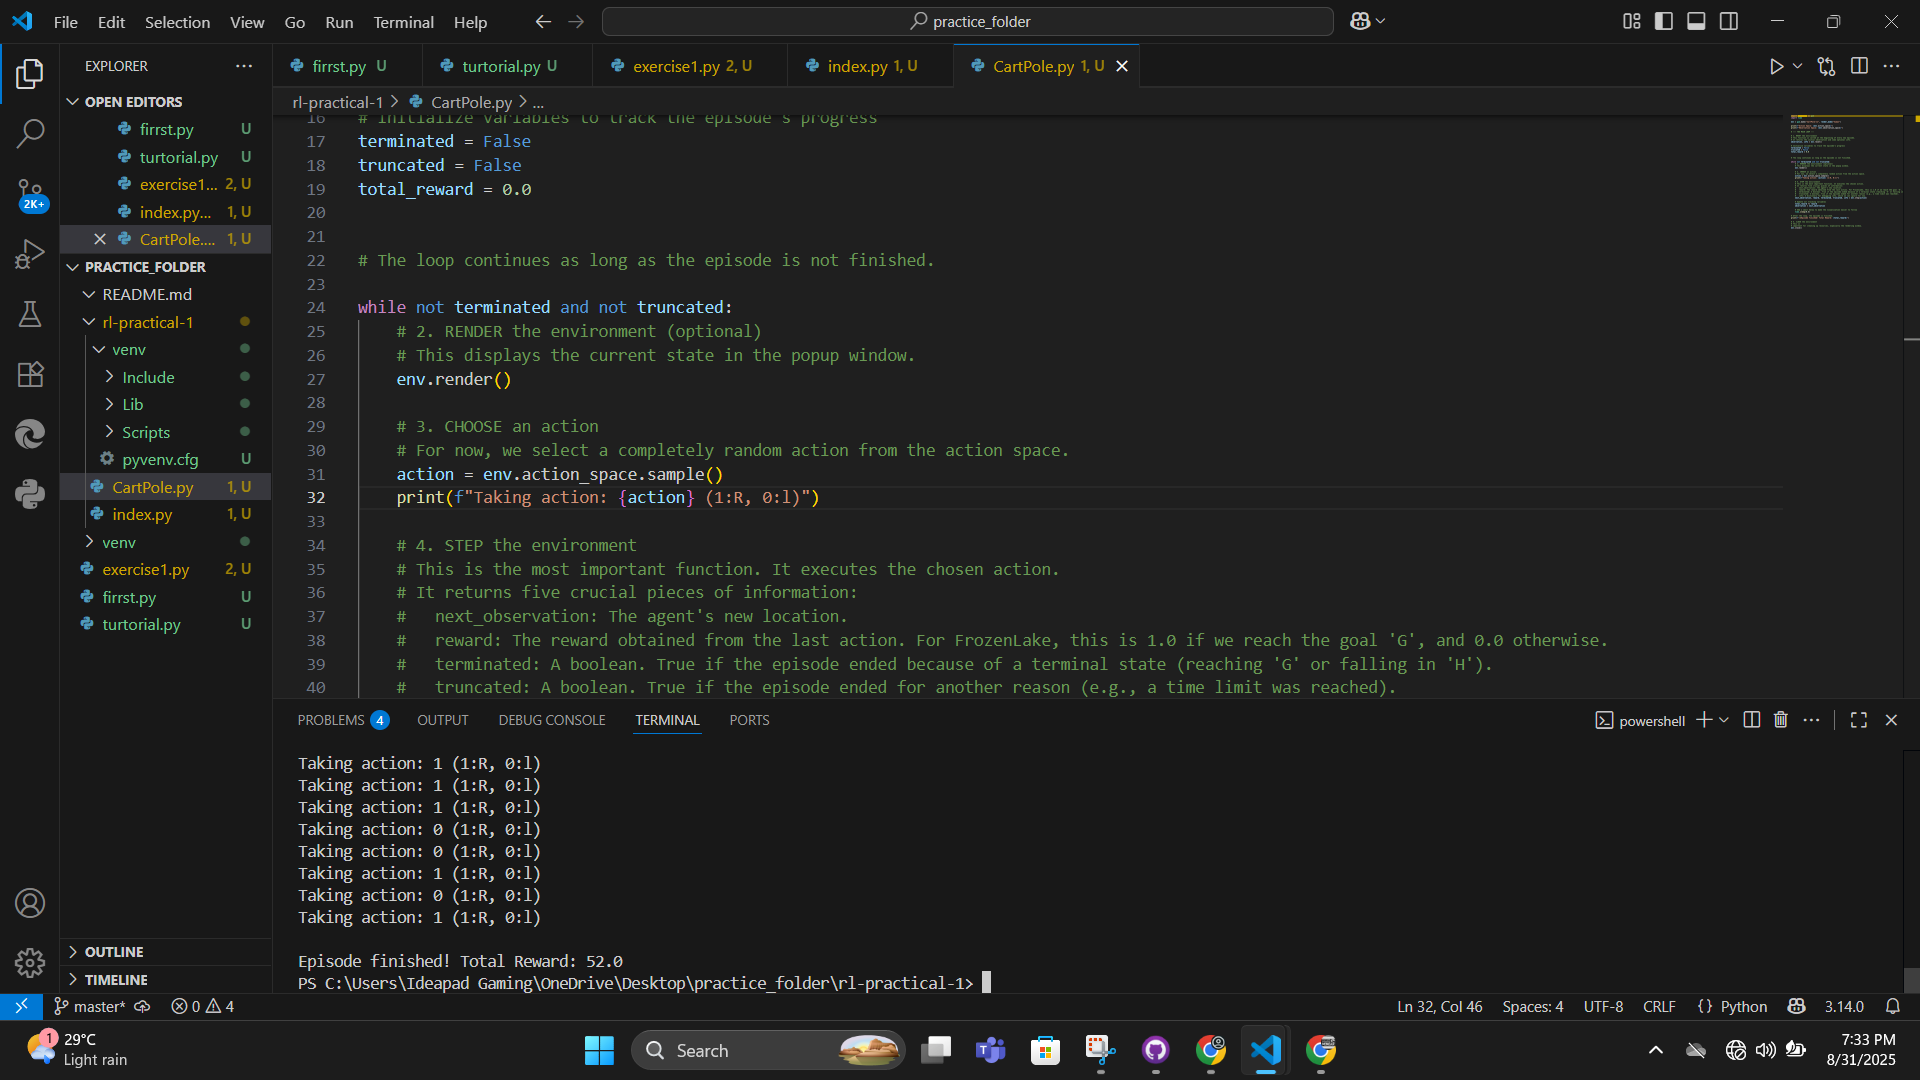 File Edit Selection View Go Run Terminal Help
practice_folder
EXPLORER
OPEN EDITORS
firrst.py U
turtorial.py U
exercise1... 2, U
index.py... 1, U
CartPole.... 1, U
PRACTICE_FOLDER
README.md
rl-practical-1
venv
Include
Lib
Scripts
pyvenv.cfg U
CartPole.py 1, U
index.py 1, U
venv
exercise1.py 2, U
firrst.py U
turtorial.py U
OUTLINE
TIMELINE
2K+
firrst.py U turtorial.py U exercise1.py 2, U index.py 1, U CartPole.py 1, U
rl-practical-1 > CartPole.py > ...
16 # Initialize variables to track the episode's progress
17 terminated = False
18 truncated = False
19 total_reward = 0.0
20
21
22 # The loop continues as long as the episode is not finished.
23
24 while not terminated and not truncated:
25 # 2. RENDER the environment (optional)
26 # This displays the current state in the popup window.
27 env.render()
28
29 # 3. CHOOSE an action
30 # For now, we select a completely random action from the action space.
31 action = env.action_space.sample()
32 print(f"Taking action: {action} (1:R, 0:l)")
33
34 # 4. STEP the environment
35 # This is the most important function. It executes the chosen action.
36 # It returns five crucial pieces of information:
37 # next_observation: The agent's new location.
38 # reward: The reward obtained from the last action. For FrozenLake, this is 1.0 if we reach the goal 'G', and 0.0 otherwise.
39 # terminated: A boolean. True if the episode ended because of a terminal state (reaching 'G' or falling in 'H').
40 # truncated: A boolean. True if the episode ended for another reason (e.g., a time limit was reached).
PROBLEMS 4 OUTPUT DEBUG CONSOLE TERMINAL PORTS
powershell
Taking action: 1 (1:R, 0:l)
Taking action: 1 (1:R, 0:l)
Taking action: 1 (1:R, 0:l)
Taking action: 0 (1:R, 0:l)
Taking action: 0 (1:R, 0:l)
Taking action: 1 (1:R, 0:l)
Taking action: 0 (1:R, 0:l)
Taking action: 1 (1:R, 0:l)
Episode finished! Total Reward: 52.0
PS C:\Users\Ideapad Gaming\OneDrive\Desktop\practice_folder\rl-practical-1>
master* 0 4
Ln 32, Col 46 Spaces: 4 UTF-8 CRLF {} Python 3.14.0
1
29°C
Light rain
Search
7:33 PM
8/31/2025